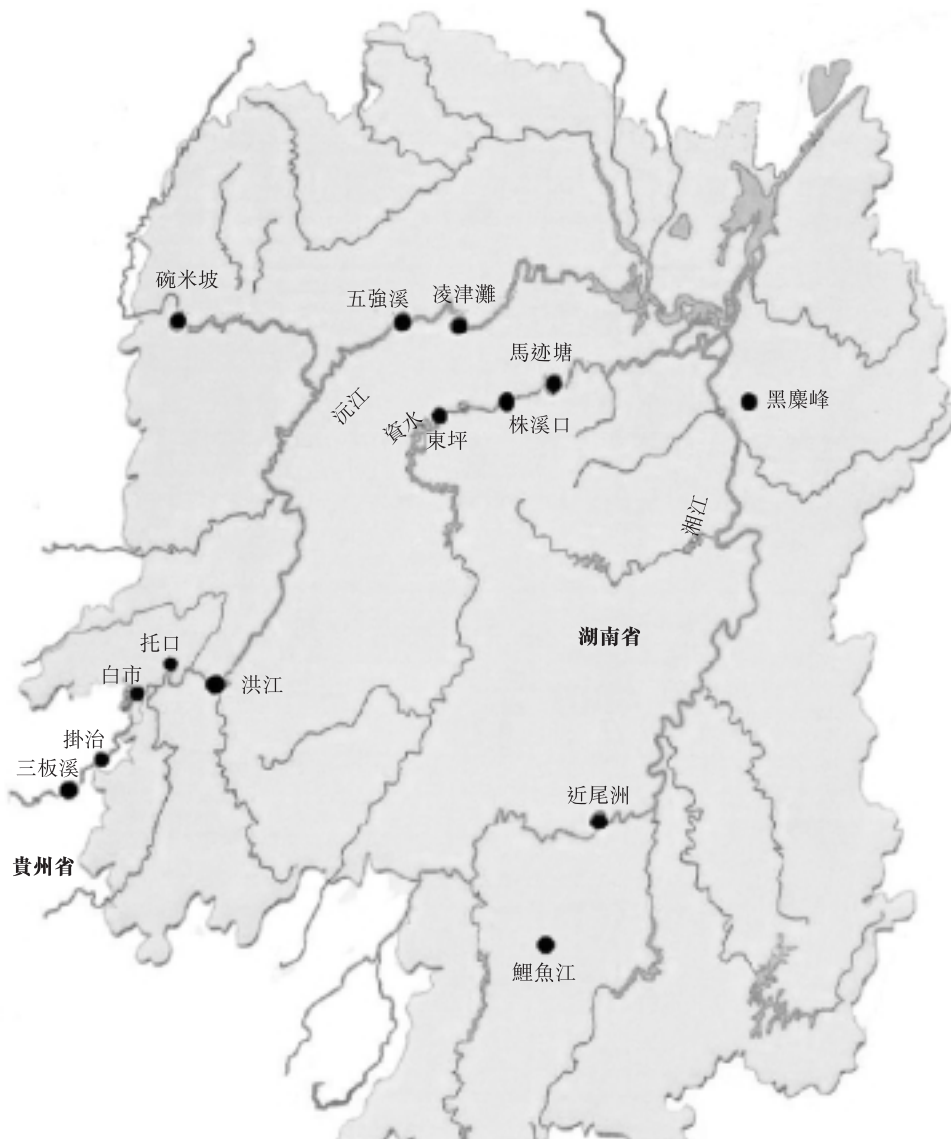 碗米坡
五強溪
凌津灘
馬迹塘
黑麋峰
沅江
資水
東坪
株溪口
湘江
湖南省
托口
白市
洪江
掛治
三板溪
近尾洲
貴州省
鯉魚江